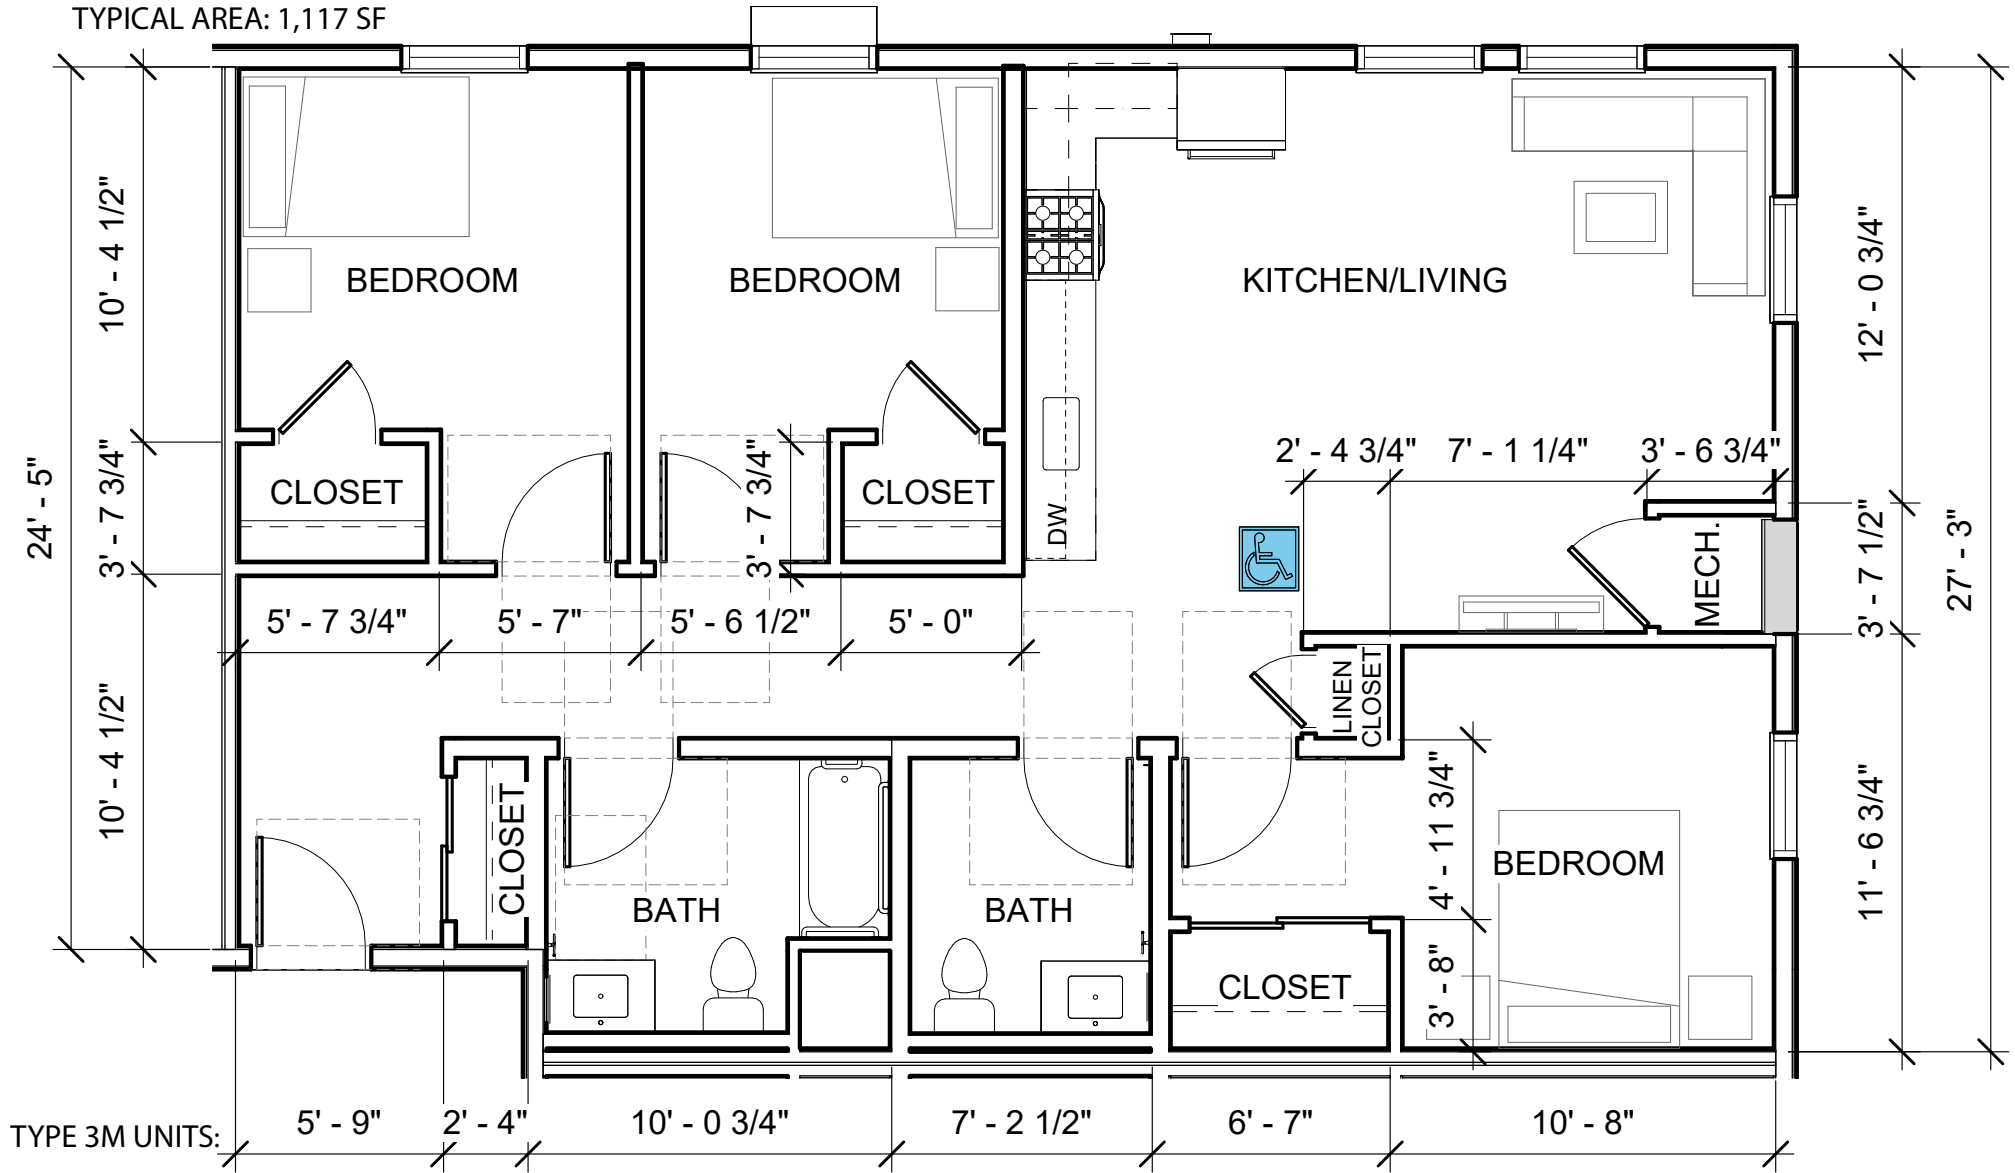 TYPICAL AREA: 1,117 SF
10' - 4 1/2"
3' - 7 3/4"
10' - 4 1/2"
24' - 5"
BEDROOM
BEDROOM
KITCHEN/LIVING
12' - 0 3/4"
3' - 7 1/2"
11' - 6 3/4"
27' - 3"
2' - 4 3/4"
7' - 1 1/4"
3' - 6 3/4"
CLOSET
3' - 7 3/4"
CLOSET
DW
MECH.
5' - 7 3/4"
5' - 7"
5' - 6 1/2"
5' - 0"
LINEN
CLOSET
4' - 11 3/4"
3' - 8"
CLOSET
BATH
BATH
BEDROOM
CLOSET
5' - 9"
2' - 4"
10' - 0 3/4"
7' - 2 1/2"
6' - 7"
10' - 8"
TYPE 3M UNITS: